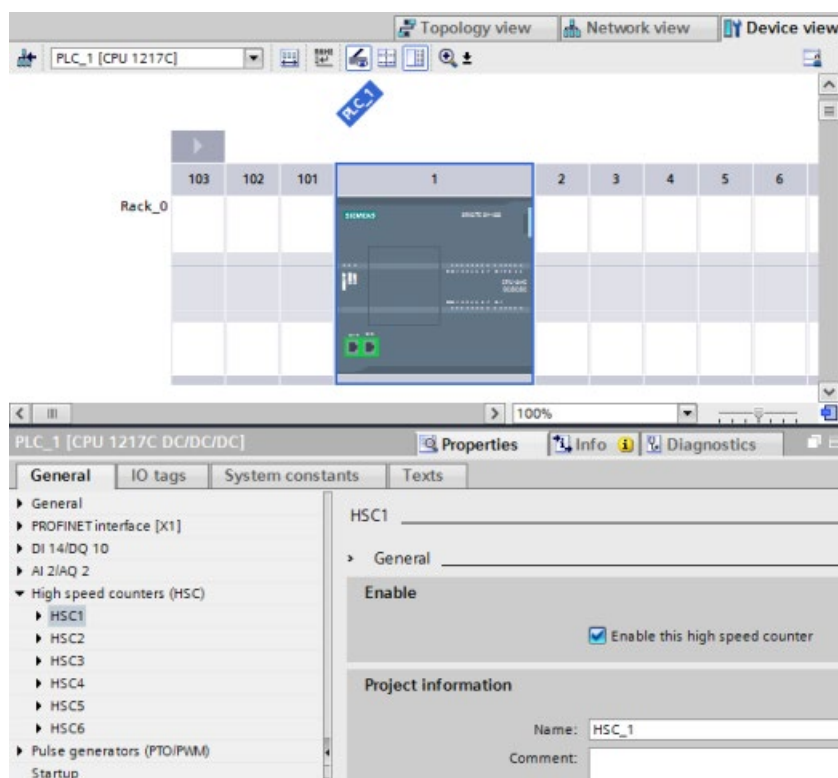 Topology view Network view Device view
PLC_1 [CPU 1217C]
PLC_1
103 102 101 1 2 3 4 5 6
Rack_0
SIEMENS
100%
PLC_1 [CPU 1217C DC/DC/DC]
Properties Info Diagnostics
General IO tags System constants Texts
General
PROFINET interface [X1]
DI 14/DQ 10
AI 2/AQ 2
High speed counters (HSC)
HSC1
HSC2
HSC3
HSC4
HSC5
HSC6
Pulse generators (PTO/PWM)
Startup
HSC1
General
Enable
Enable this high speed counter
Project information
Name: HSC_1
Comment: